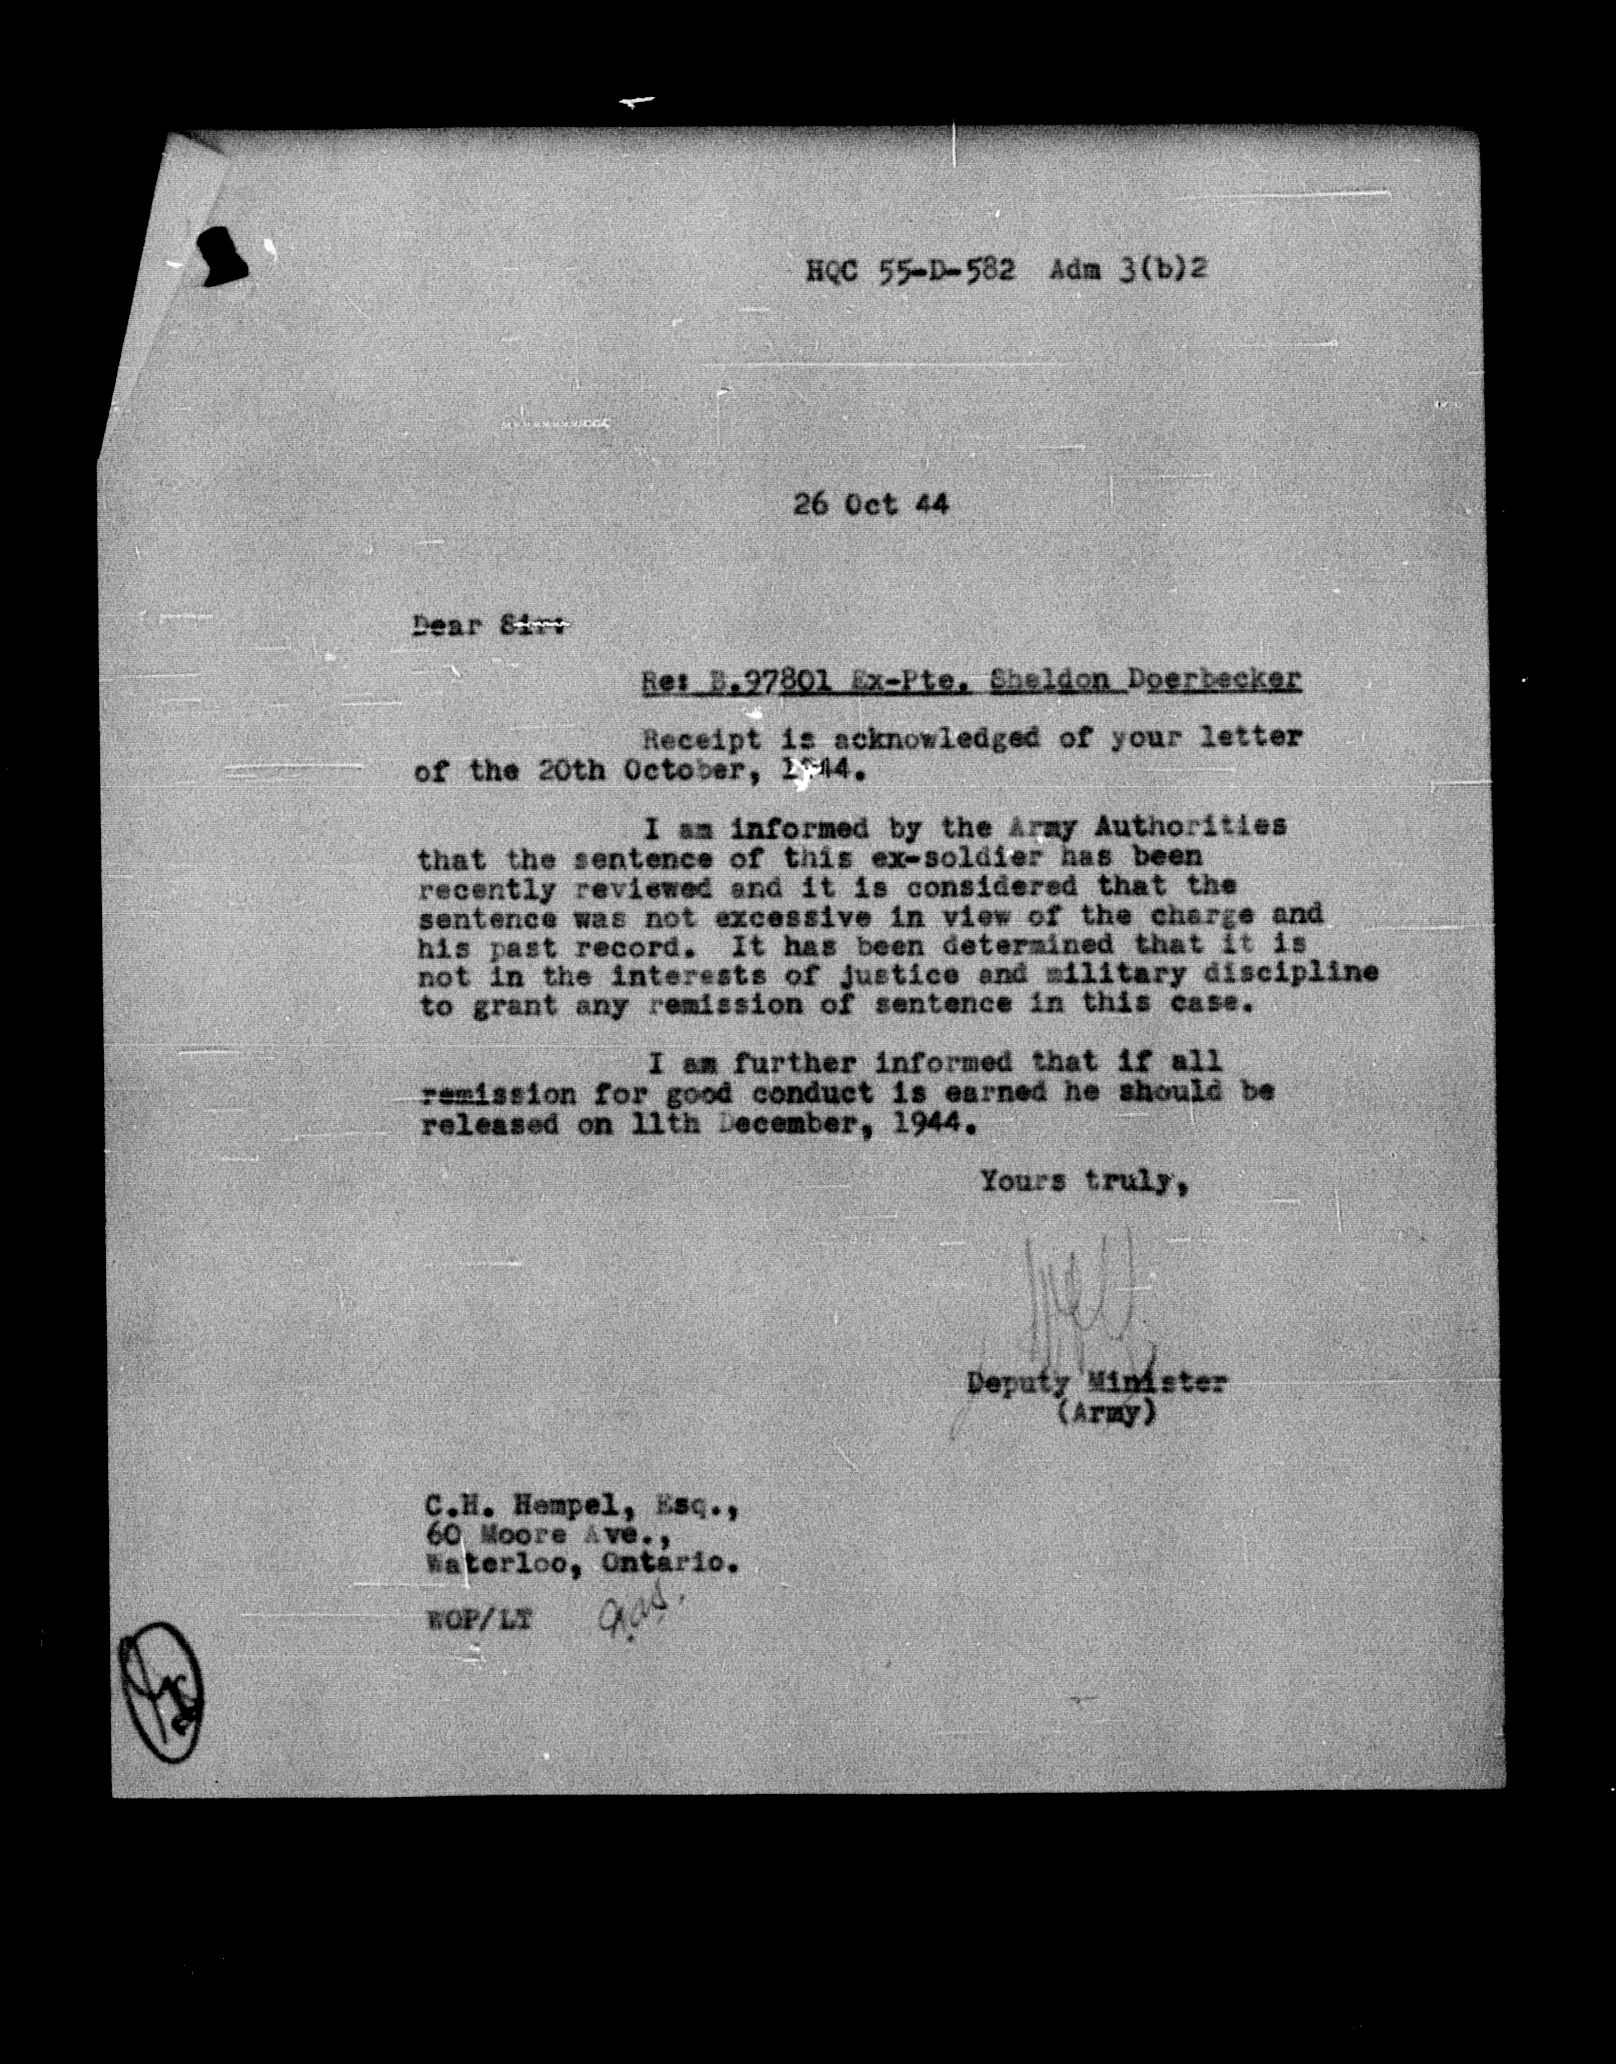 HQC 55-D-582 Adm 3(b)2
26 Oct 44
Dear Sir:
Re: B.97801 Ex-Pte. Sheldon Doerbecker
Receipt is acknowledged of your letter
of the 20th October, 1944.
I am informed by the Army Authorities
that the sentence of this ex-soldier has been
recently reviewed and it is considered that the
sentence was not excessive in view of the charge and
his past record. It has been determined that it is
not in the interests of justice and military discipline
to grant any remission of sentence in this case.
I am further informed that if all
remission for good conduct is earned he should be
released on 11th December, 1944.
Yours truly,
Deputy Minister
(Army)
C.H. Hempel, Esq.,
60 Moore Ave.,
Waterloo, Ontario.
WOP/LT